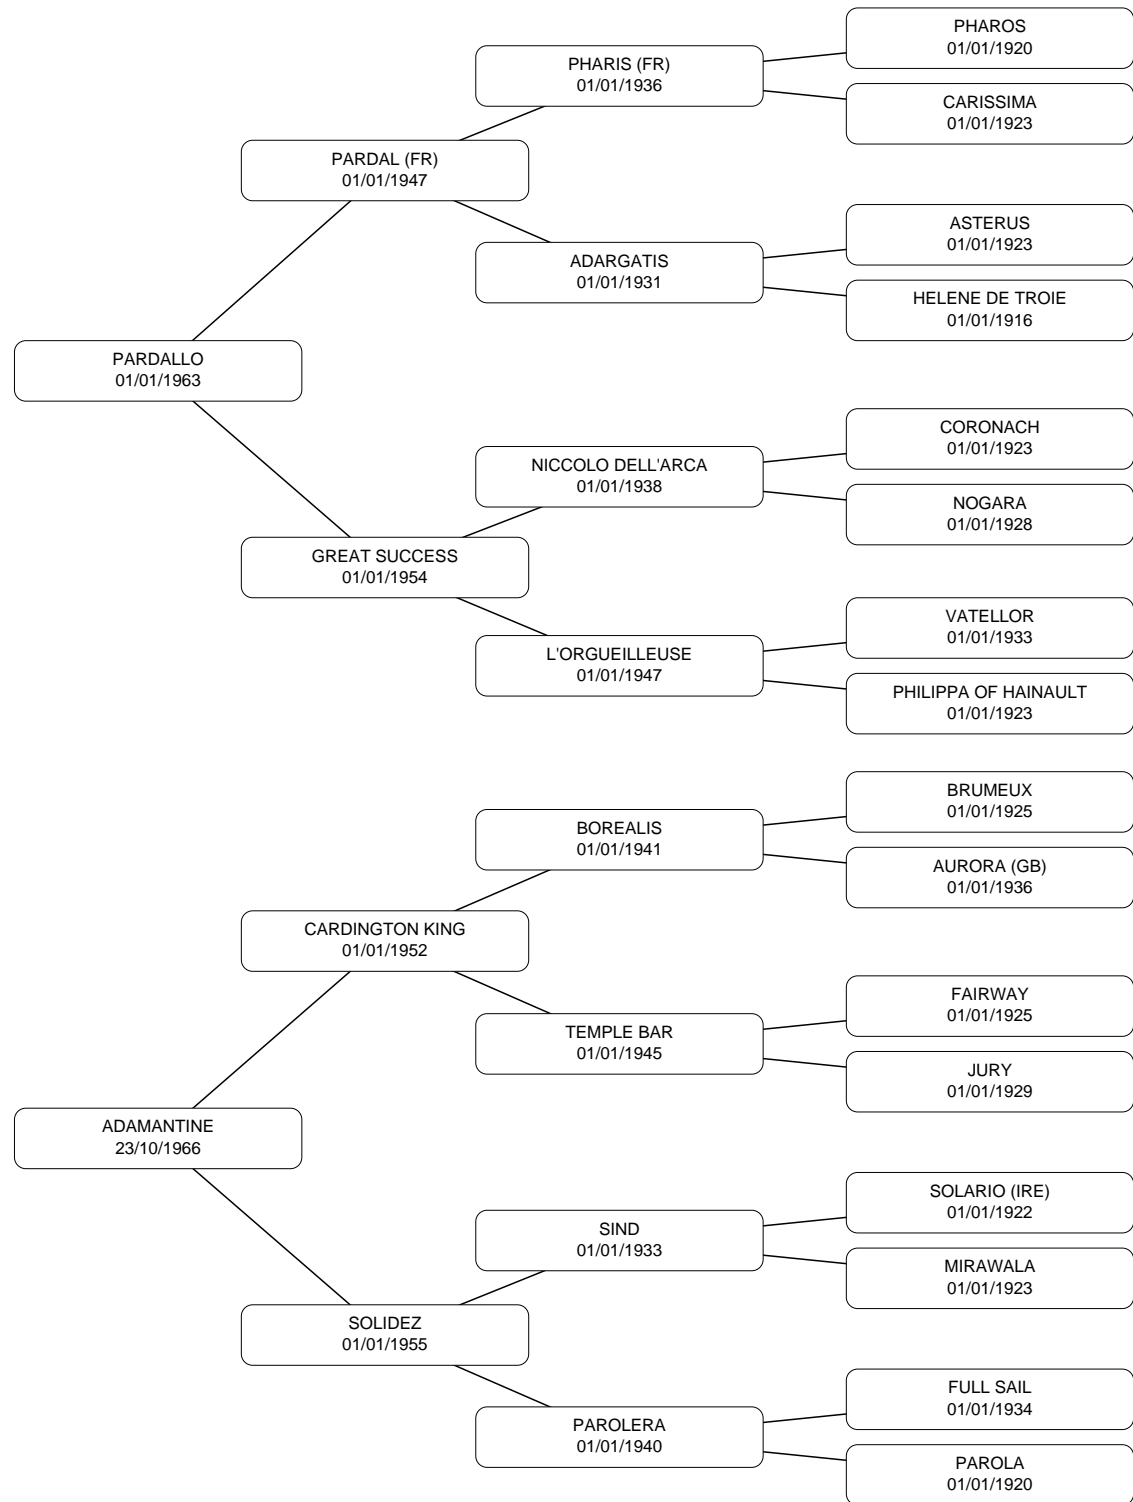 PHAROS
01/01/1920
PHARIS (FR)
01/01/1936
CARISSIMA
01/01/1923
PARDAL (FR)
01/01/1947
ASTERUS
01/01/1923
ADARGATIS
01/01/1931
HELENE DE TROIE
01/01/1916
PARDALLO
01/01/1963
CORONACH
01/01/1923
NICCOLO DELL'ARCA
01/01/1938
NOGARA
01/01/1928
GREAT SUCCESS
01/01/1954
VATELLOR
01/01/1933
L'ORGUEILLEUSE
01/01/1947
PHILIPPA OF HAINAULT
01/01/1923
BRUMEUX
01/01/1925
BOREALIS
01/01/1941
AURORA (GB)
01/01/1936
CARDINGTON KING
01/01/1952
FAIRWAY
01/01/1925
TEMPLE BAR
01/01/1945
JURY
01/01/1929
ADAMANTINE
23/10/1966
SOLARIO (IRE)
01/01/1922
SIND
01/01/1933
MIRAWALA
01/01/1923
SOLIDEZ
01/01/1955
FULL SAIL
01/01/1934
PAROLERA
01/01/1940
PAROLA
01/01/1920